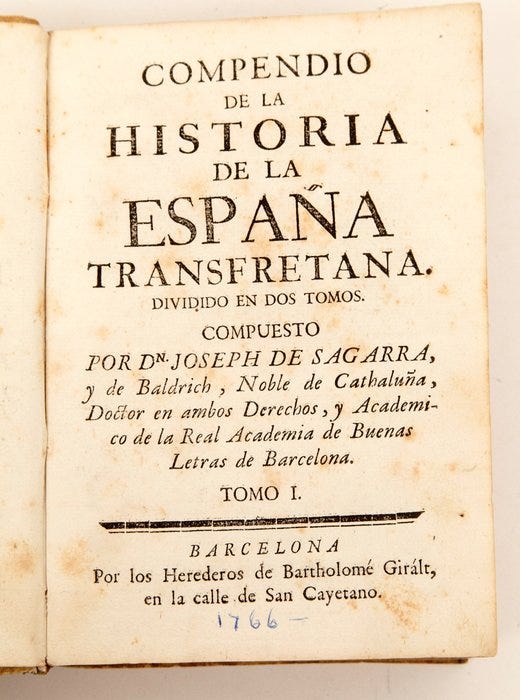 COMPENDIO
DE LA
HISTORIA
DE LA
ESPAÑA
TRANSFRETANA.
DIVIDIDO EN DOS TOMOS.
COMPUESTO
POR Dᴺ. JOSEPH DE SAGARRA,
y de Baldrich, Noble de Cathaluña,
Doctor en ambos Derechos, y Academi-
co de la Real Academia de Buenas
Letras de Barcelona.
TOMO I.
BARCELONA
Por los Herederos de Bartholomé Girált,
en la calle de San Cayetano.
1766 –